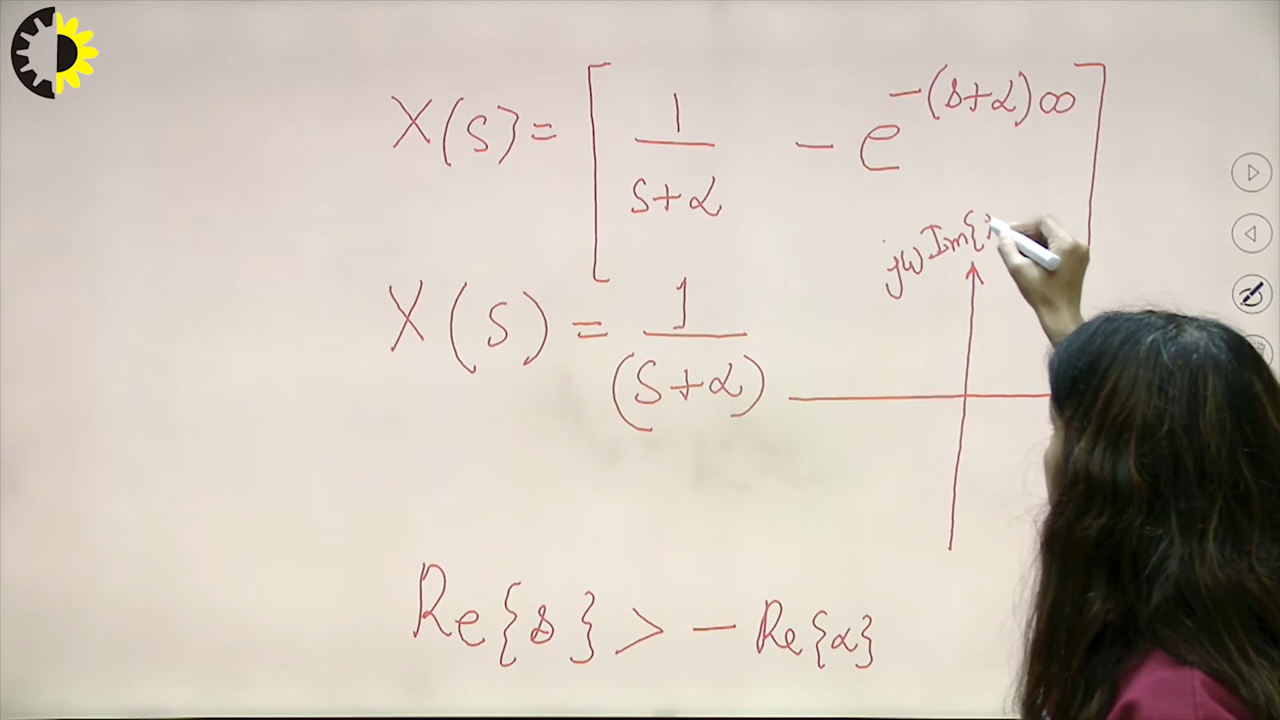 X(s) = [ 1/(s+α) - e^{-(s+α)∞} ]
jω Im{
X(s) = 1/(s+α)
Re{s} > - Re{α}